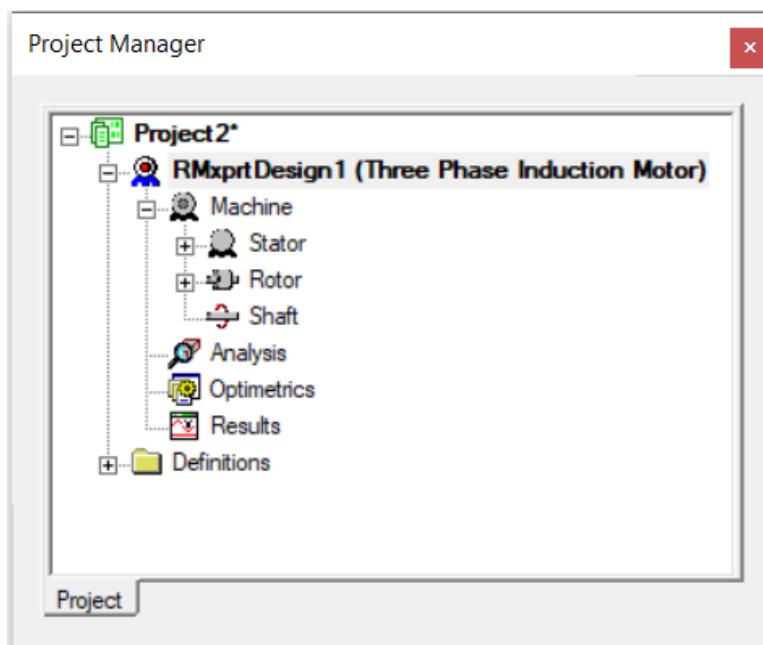 Project Manager
Project2*
RMxprtDesign1 (Three Phase Induction Motor)
Machine
Stator
Rotor
Shaft
Analysis
Optimetrics
Results
Definitions
Project